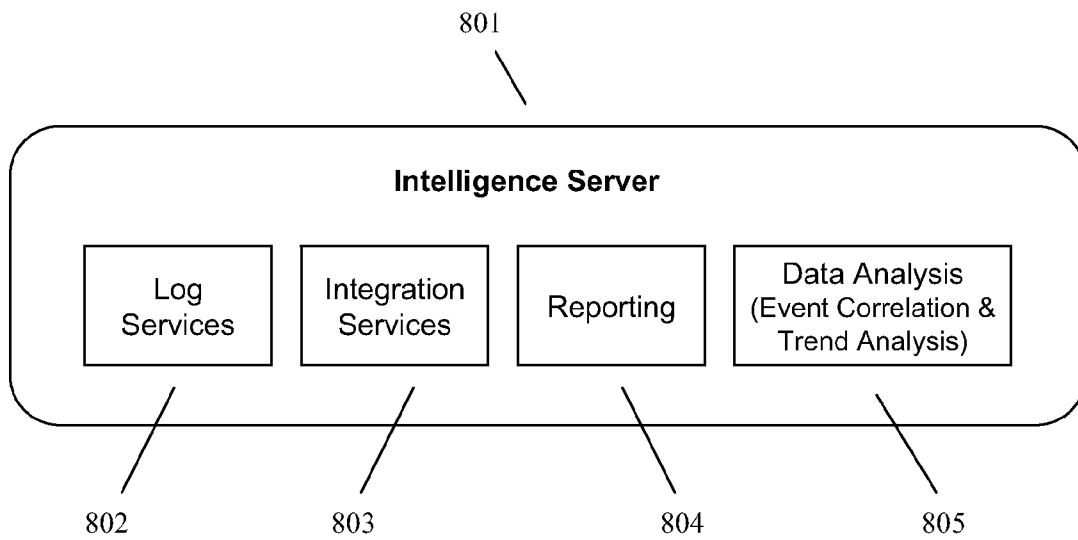 801
Intelligence Server
Log
Services
Integration
Services
Reporting
Data Analysis
(Event Correlation &
Trend Analysis)
802
803
804
805